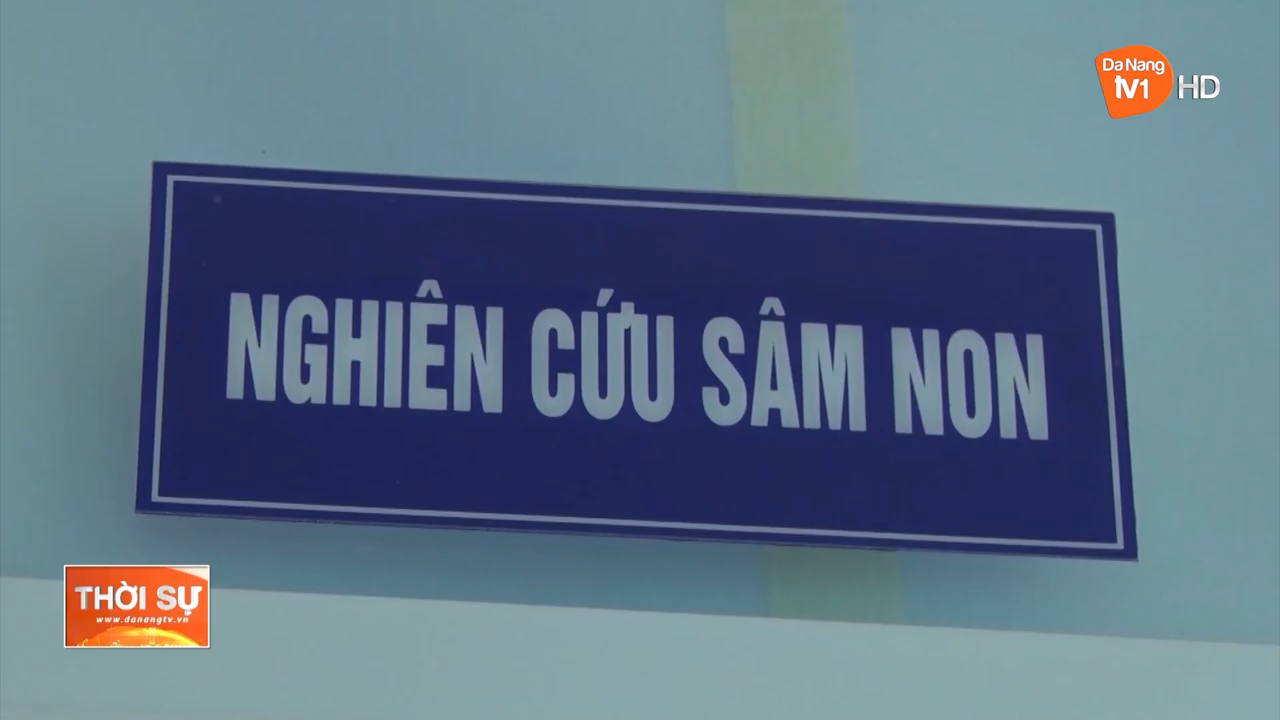 Da Nang
TV1 HD
NGHIÊN CỨU SÂM NON
THỜI SỰ
www.danangtv.vn